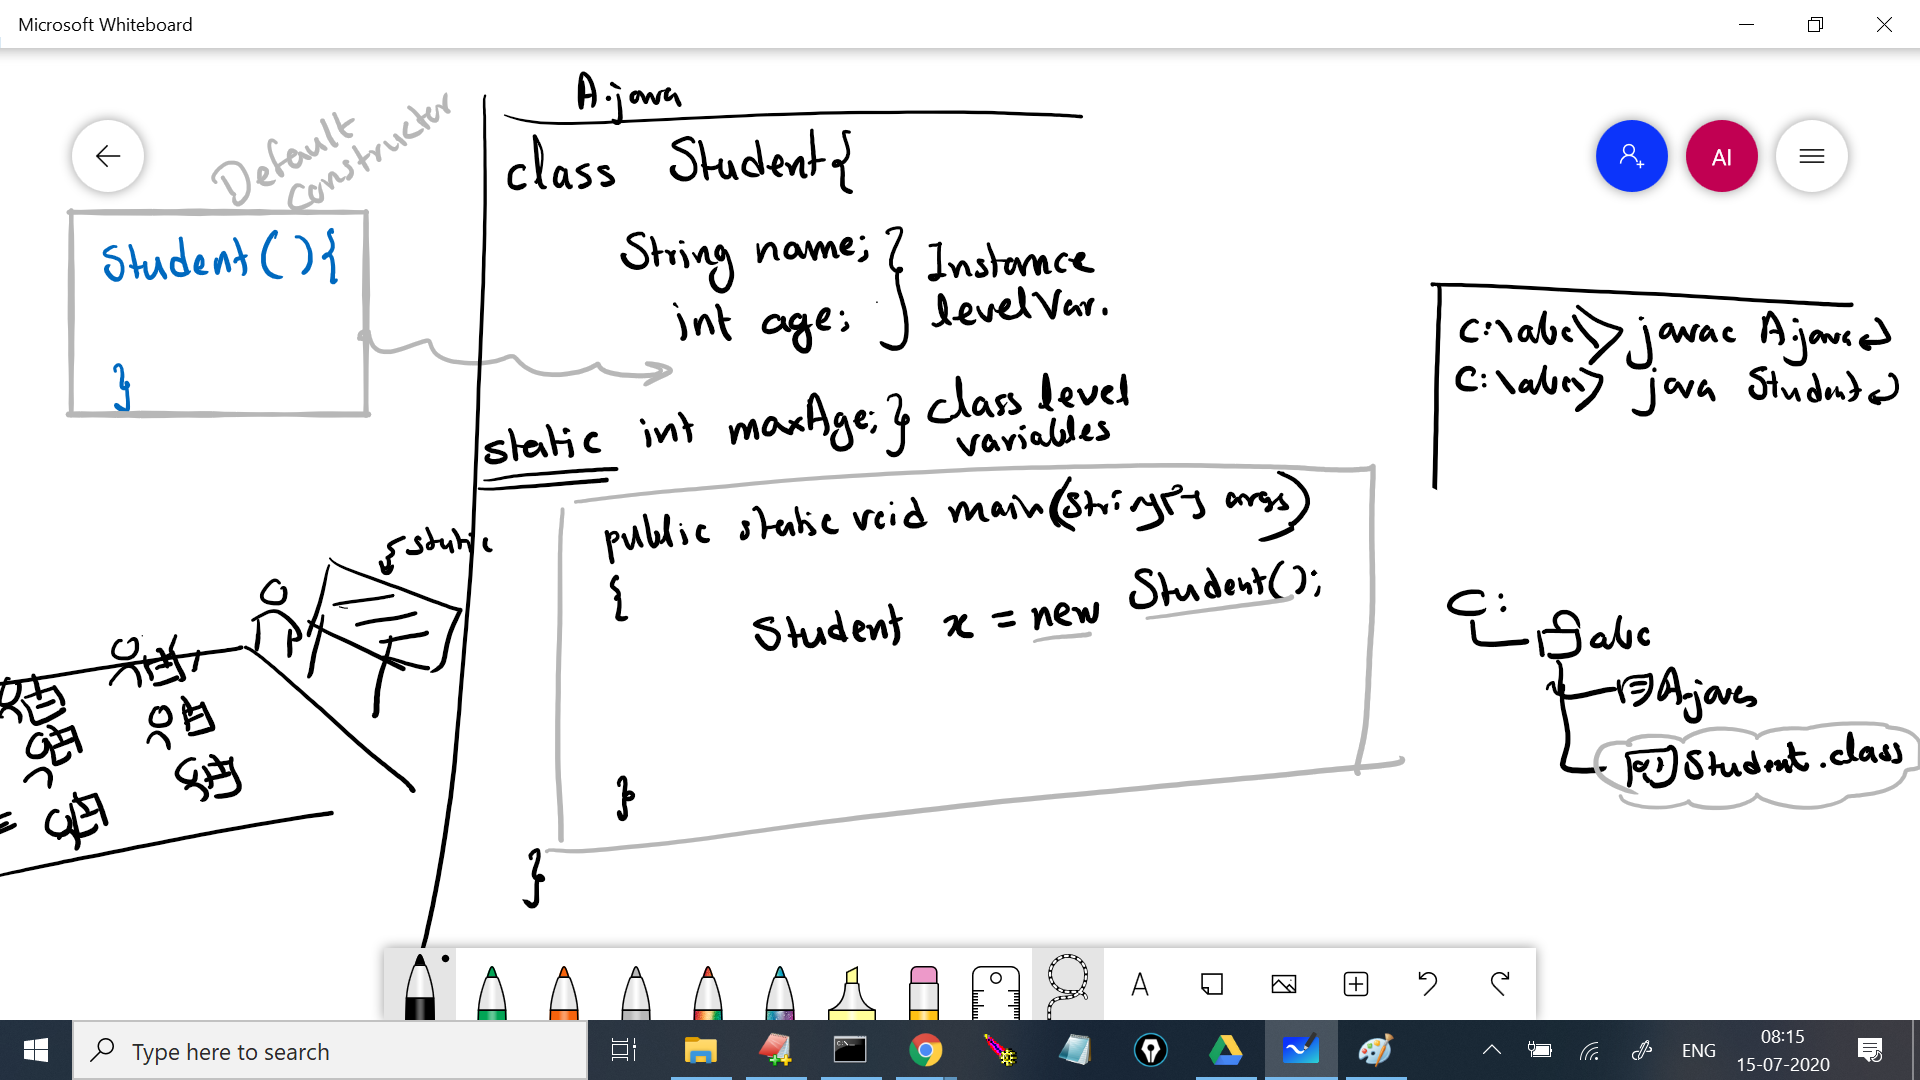 Microsoft Whiteboard
A.java
Default
constructor
AI
class Student{
Student(){
}
String name; }
int age;
Instance
level Var.
static int maxAge; }
class level
variables
C:\abc\> javac A.java
C:\abc\> java Student
static
public static void main(String[] args)
{
Student x = new Student();
}
}
C:
abc
A.java
Student.class
A
Type here to search
ENG
08:15
15-07-2020